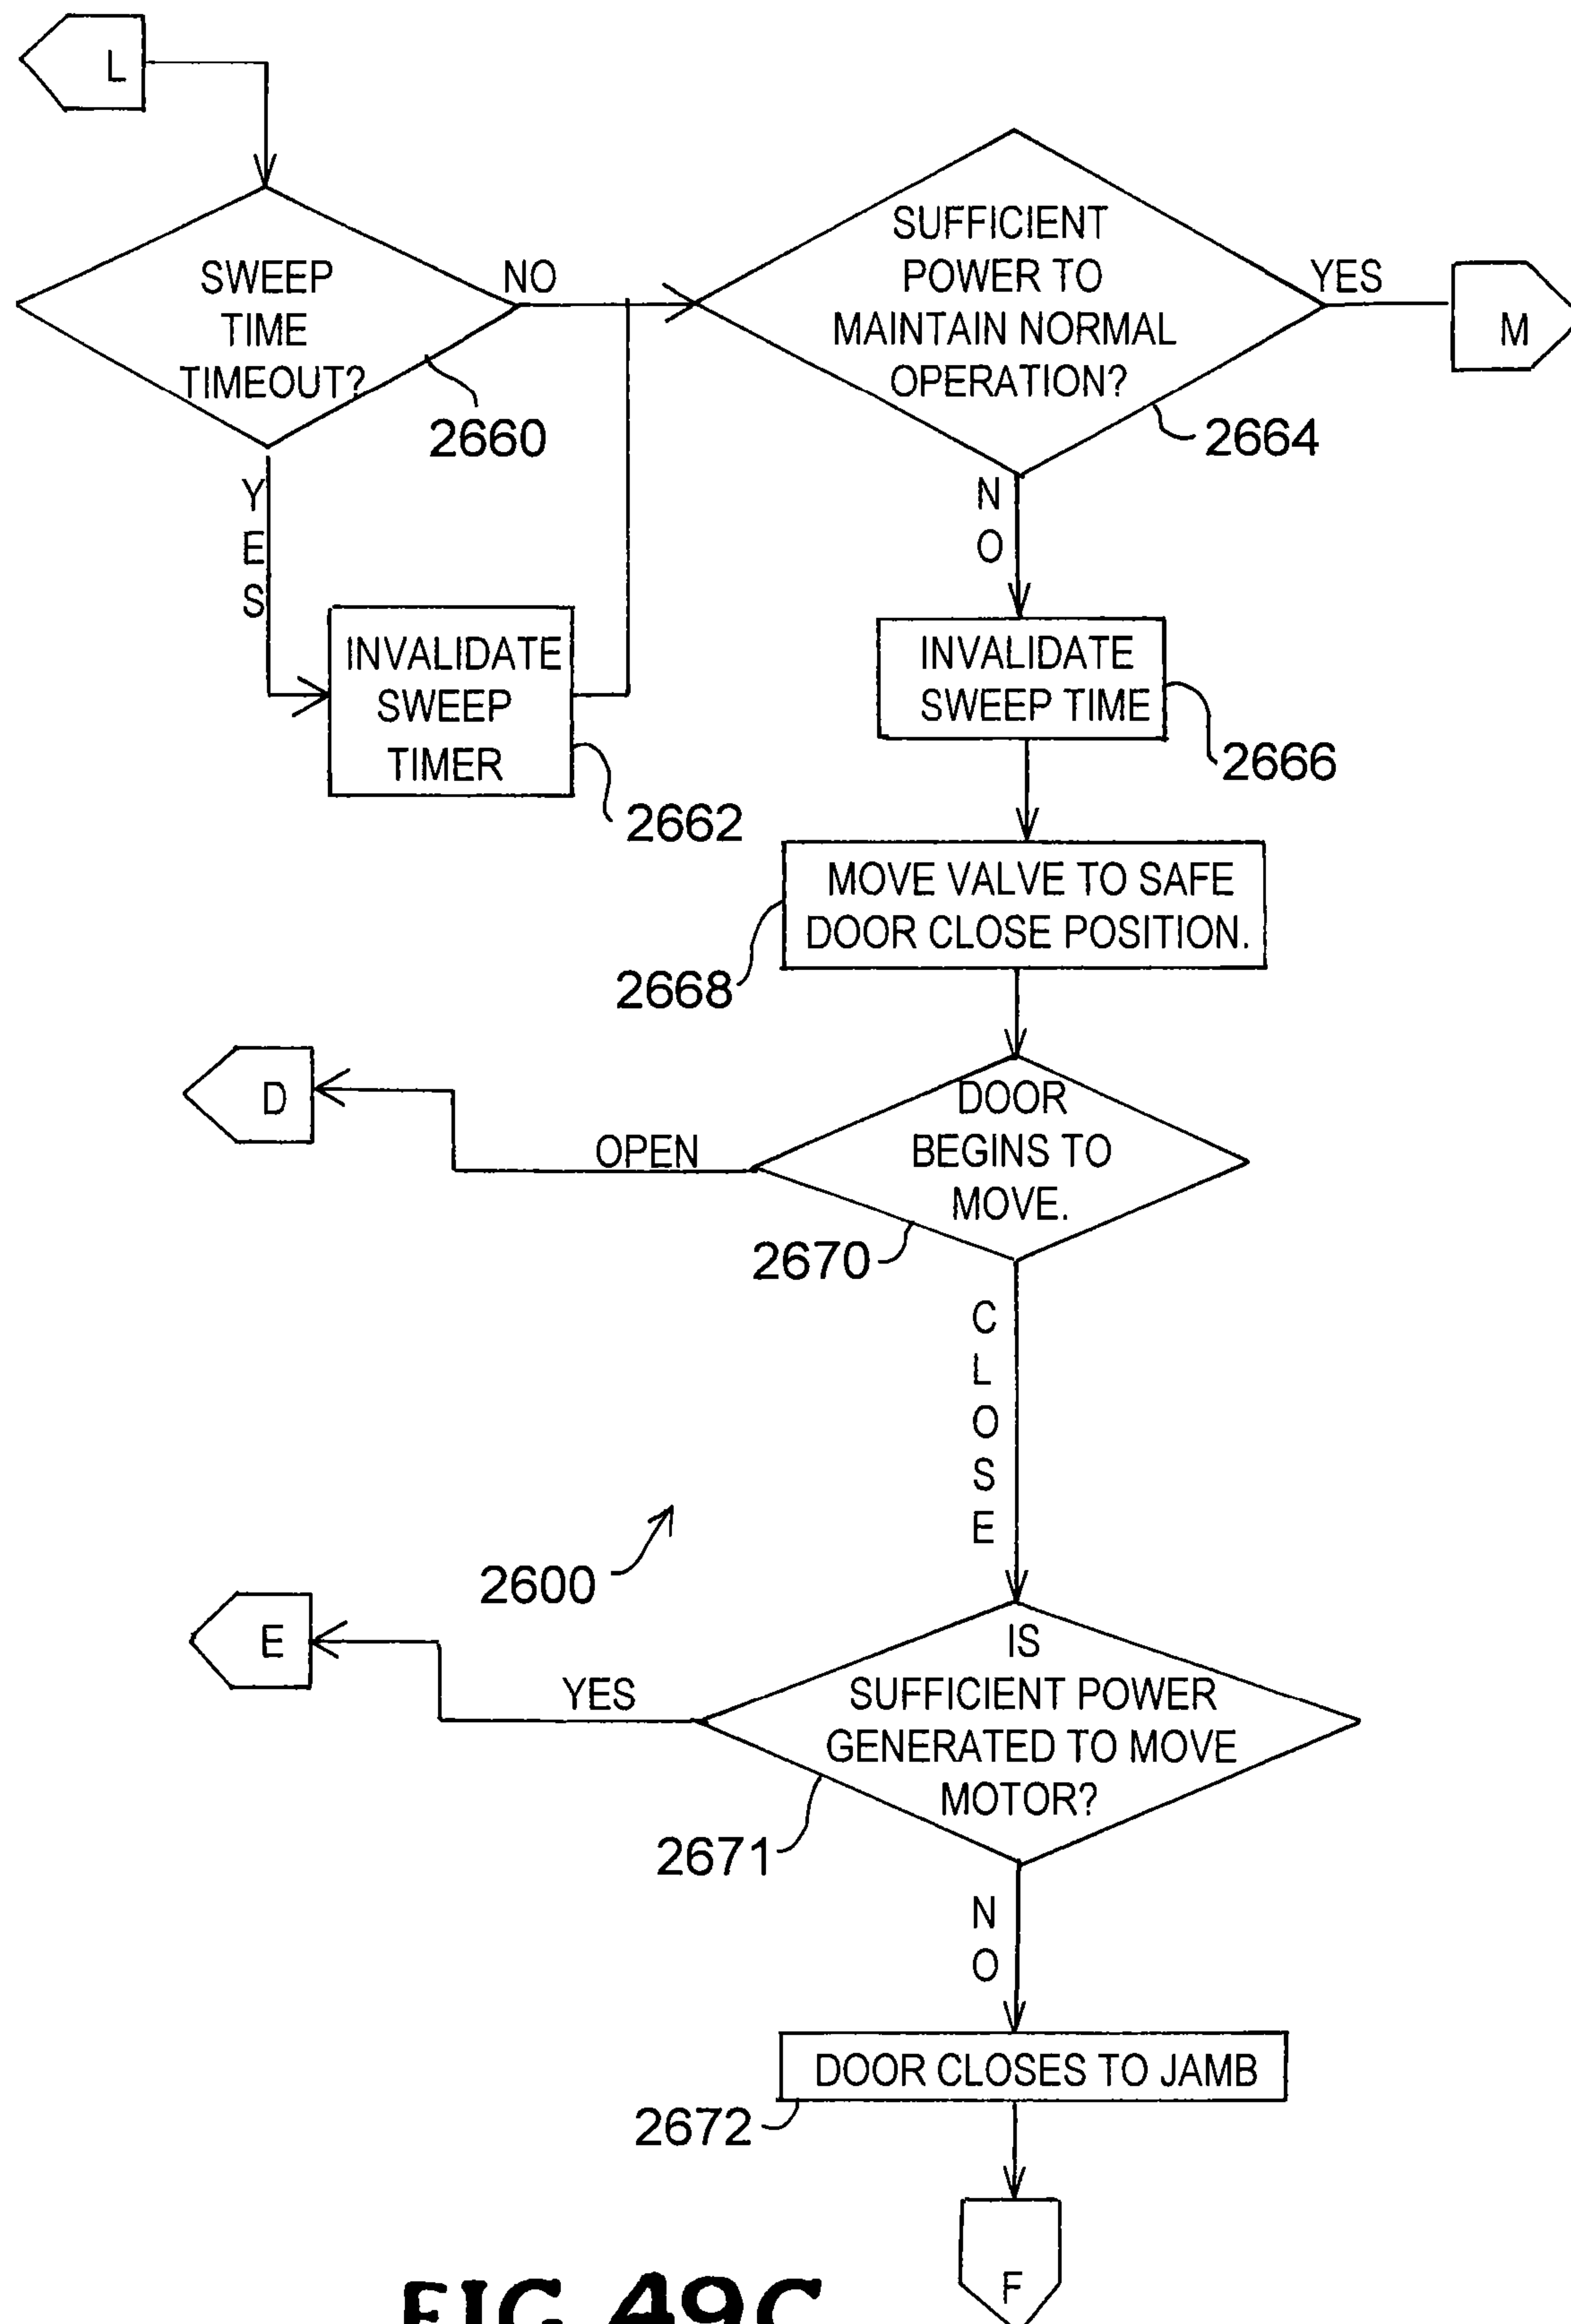 L
SWEEP
TIME
TIMEOUT?
NO
2660
YES
INVALIDATE
SWEEP
TIMER
2662
SUFFICIENT
POWER TO
MAINTAIN NORMAL
OPERATION?
YES
M
2664
NO
INVALIDATE
SWEEP TIME
2666
MOVE VALVE TO SAFE
DOOR CLOSE POSITION.
2668
DOOR
BEGINS TO
MOVE.
OPEN
D
2670
CLOSE
2600
IS
SUFFICIENT POWER
GENERATED TO MOVE
MOTOR?
YES
E
2671
NO
DOOR CLOSES TO JAMB
2672
F
FIG. 49C